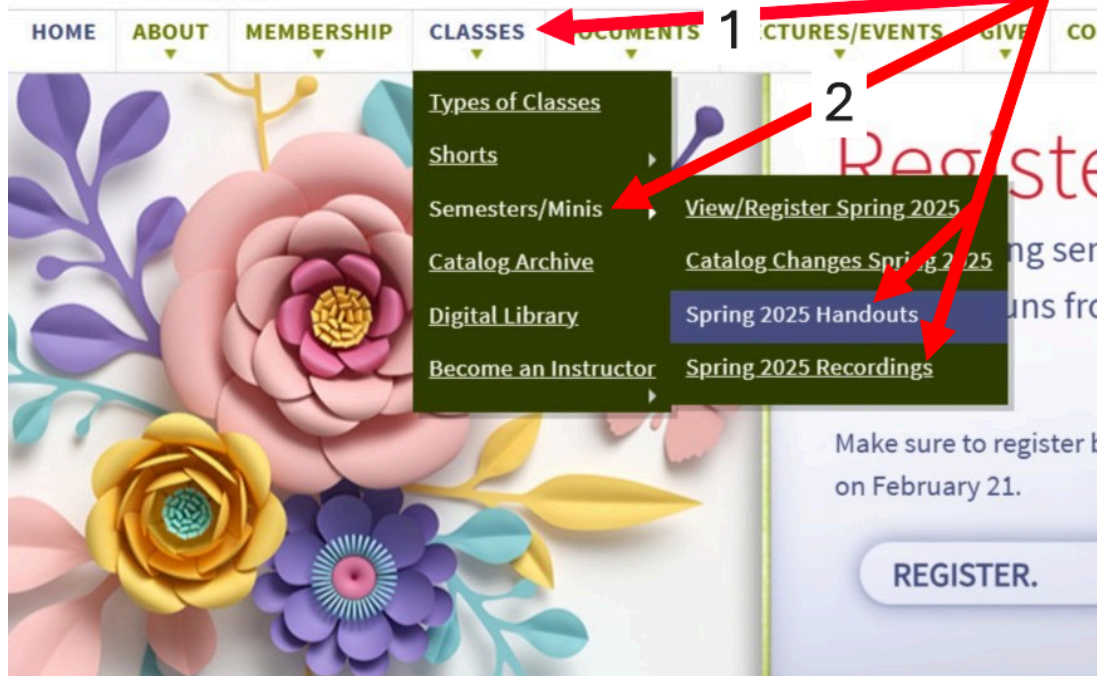 HOME ABOUT MEMBERSHIP CLASSES 1 GIVE
2
Types of Classes
Shorts
Semesters/Minis View/Register Spring 2025
Catalog Archive Catalog Changes Spring 2025
Digital Library Spring 2025 Handouts
Become an Instructor Spring 2025 Recordings
Make sure to register
on February 21.
REGISTER.